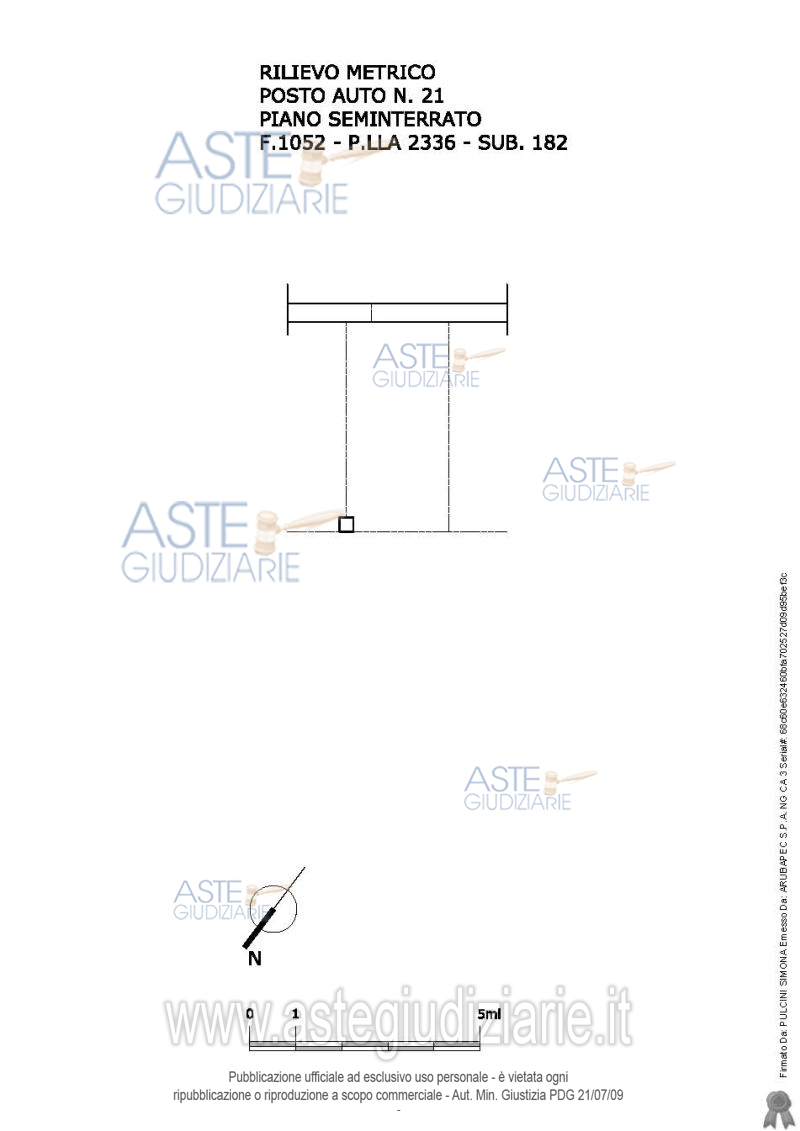 RILIEVO METRICO
POSTO AUTO N. 21
PIANO SEMINTERRATO
F.1052 - P.LLA 2336 - SUB. 182
ASTE
GIUDIZIARIE
ASTE
GIUDIZIARIE
ASTE
GIUDIZIARIE
ASTE
GIUDIZIARIE
ASTE
GIUDIZIARIE
ASTE
GIUDIZIARIE
N
www.astegiudiziarie.it
0 1 5ml
Pubblicazione ufficiale ad esclusivo uso personale - è vietata ogni
ripubblicazione o riproduzione a scopo commerciale - Aut. Min. Giustizia PDG 21/07/09
-
Firmato Da: PULCINI SIMONA Emesso Da: ARUBAPEC S.P.A. NG CA 3 Serial#: 68c60e632460bfa702527d09d95bef3c